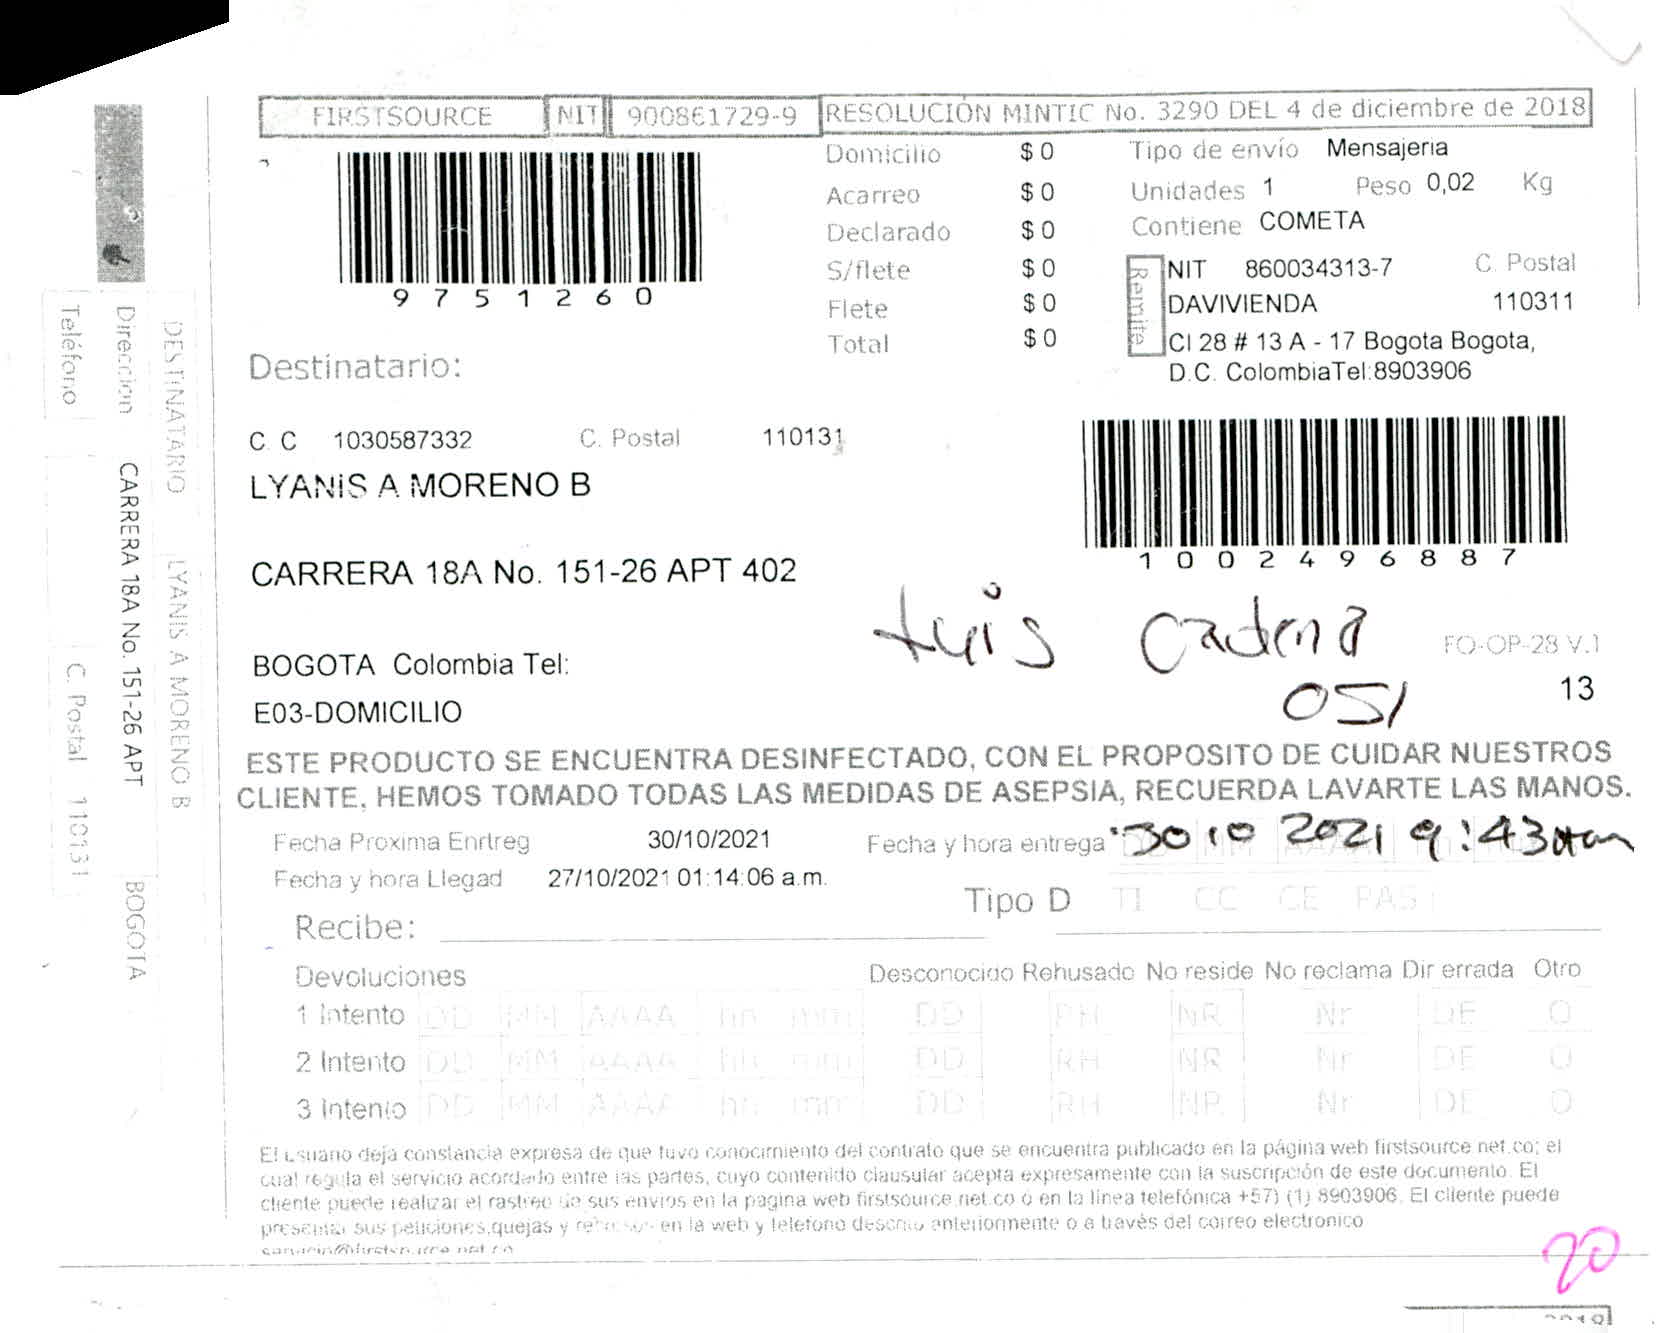 FIRSTSOURCE NIT 900861729-9 RESOLUCIÓN MINTIC No. 3290 DEL 4 de diciembre de 2018
9751260
Domicilio $ 0
Acarreo $ 0
Declarado $ 0
S/flete $ 0
Flete $ 0
Total $ 0
Tipo de envío Mensajeria
Unidades 1 Peso 0,02 Kg
Contiene COMETA
Remite
NIT 860034313-7 C. Postal
DAVIVIENDA 110311
Cl 28 # 13 A - 17 Bogota Bogota,
D.C. ColombiaTel:8903906
Destinatario:
C. C 1030587332 C. Postal 110131
LYANIS A MORENO B
1002496887
CARRERA 18A No. 151-26 APT 402
Luis Cadena
051
FO-OP-28 V.1
13
BOGOTA Colombia Tel:
E03-DOMICILIO
ESTE PRODUCTO SE ENCUENTRA DESINFECTADO, CON EL PROPOSITO DE CUIDAR NUESTROS
CLIENTE, HEMOS TOMADO TODAS LAS MEDIDAS DE ASEPSIA, RECUERDA LAVARTE LAS MANOS.
Fecha Proxima Enrtreg 30/10/2021 Fecha y hora entrega 30 10 2021 9:43
Fecha y hora Llegad 27/10/2021 01:14:06 a.m.
Tipo D TI CC CE PAS
Recibe:
Devoluciones Desconocido Rehusado No reside No reclama Dir errada Otro
1 Intento DD MM AAAA hh mm DD RH NR Nr DE O
2 Intento DD MM AAAA hh mm DD RH NR Nr DE O
3 Intento DD MM AAAA hh mm DD RH NR Nr DE O
El usuario deja constancia expresa de que tuvo conocimiento del contrato que se encuentra publicado en la página web firstsource.net.co; el
cual regula el servicio acordado entre las partes, cuyo contenido clausular acepta expresamente con la suscripción de este documento. El
cliente puede realizar el rastreo de sus envios en la pagina web firstsource.net.co o en la línea telefónica +57) (1) 8903906. El cliente puede
presentar sus peticiones,quejas y en la web y telefono descrito anteriormente o a través del correo electronico
20
DESTINATARIO LYANIS A MORENO B
Direccion CARRERA 18A No. 151-26 APT BOGOTA
Teléfono C. Postal 110131